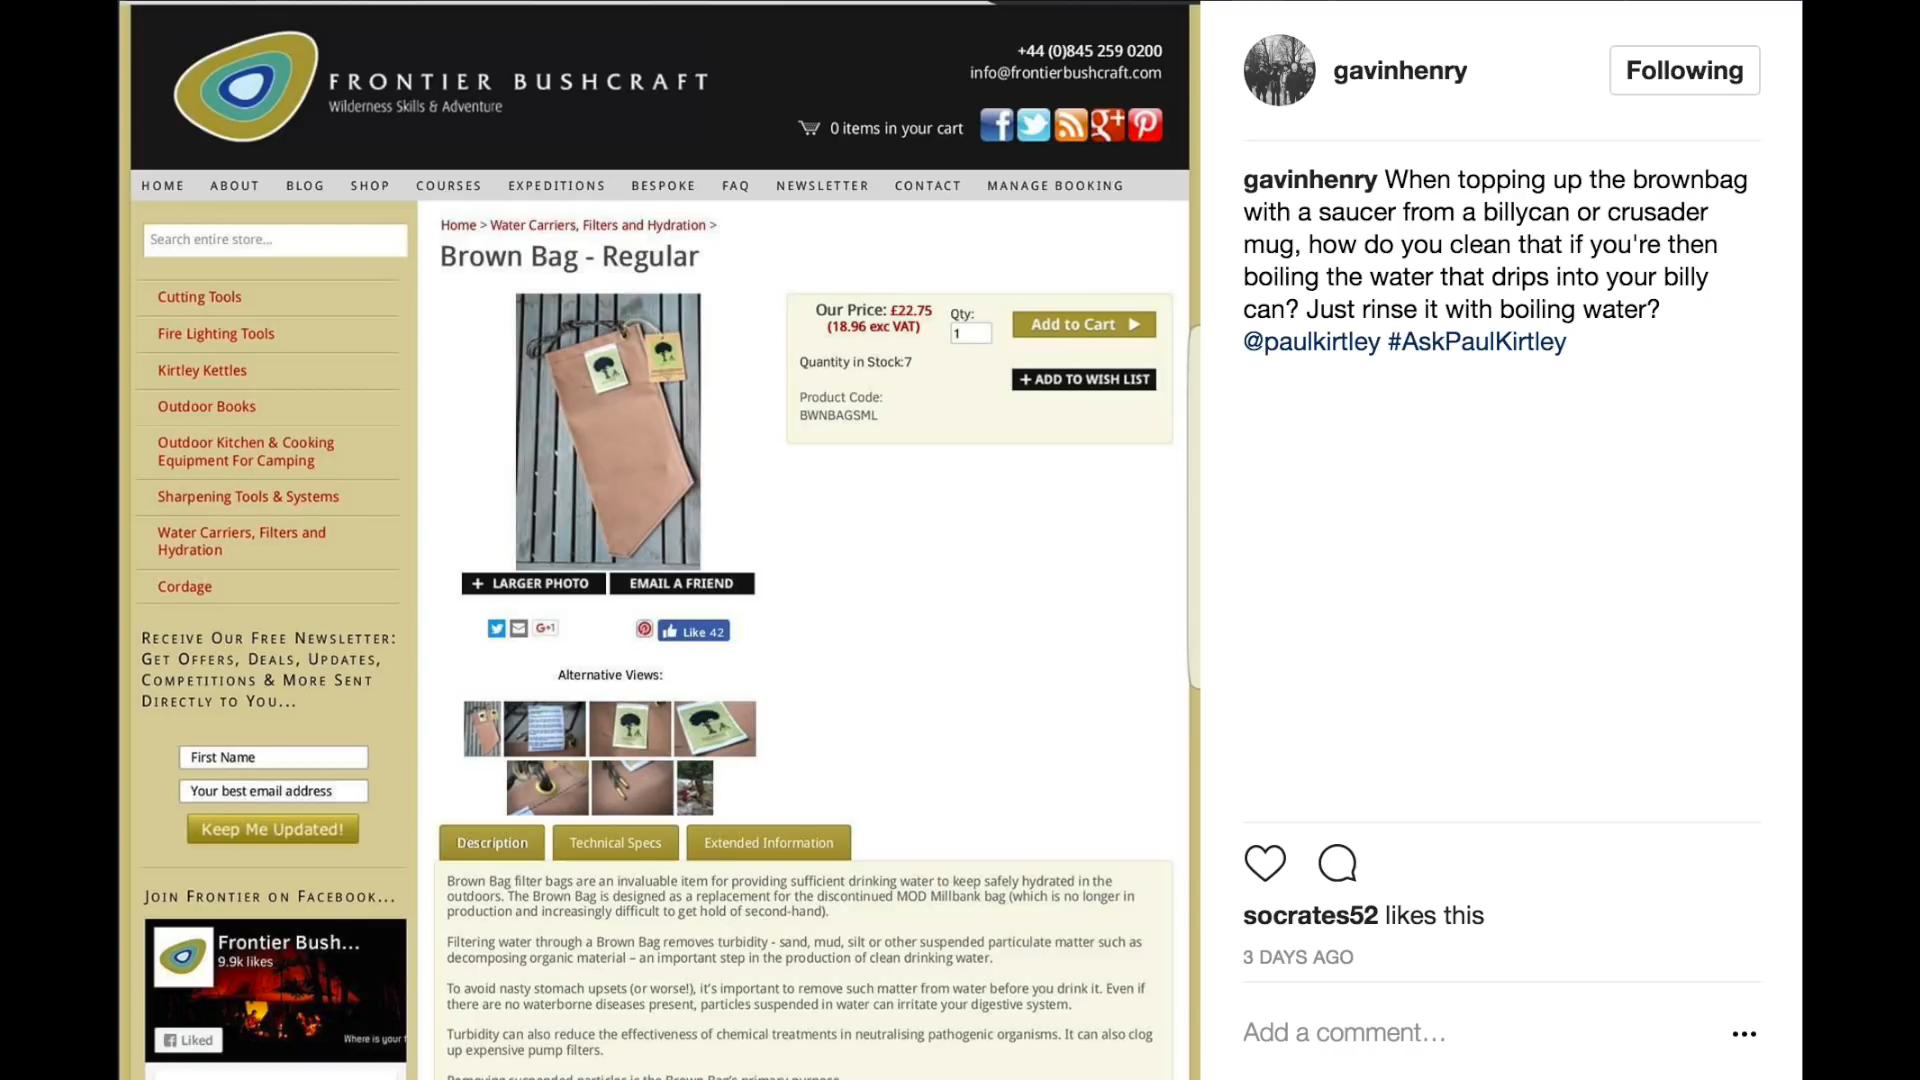 +44 (0)845 259 0200
info@frontierbushcraft.com
FRONTIER BUSHCRAFT
Wilderness Skills & Adventure
0 items in your cart
HOME ABOUT BLOG SHOP COURSES EXPEDITIONS BESPOKE FAQ NEWSLETTER CONTACT MANAGE BOOKING
Search entire store...
Cutting Tools
Fire Lighting Tools
Kirtley Kettles
Outdoor Books
Outdoor Kitchen & Cooking
Equipment For Camping
Sharpening Tools & Systems
Water Carriers, Filters and
Hydration
Cordage
RECEIVE OUR FREE NEWSLETTER:
GET OFFERS, DEALS, UPDATES,
COMPETITIONS & MORE SENT
DIRECTLY TO YOU...
First Name
Your best email address
Keep Me Updated!
JOIN FRONTIER ON FACEBOOK...
Frontier Bush...
9.9k likes
Liked
Where is your f
Home > Water Carriers, Filters and Hydration >
Brown Bag - Regular
Our Price: £22.75
(18.96 exc VAT)
Qty:
1
Add to Cart
Quantity in Stock:7
+ ADD TO WISH LIST
Product Code:
BWNBAGSML
+ LARGER PHOTO
EMAIL A FRIEND
G+1
Like 42
Alternative Views:
Description
Technical Specs
Extended Information
Brown Bag filter bags are an invaluable item for providing sufficient drinking water to keep safely hydrated in the
outdoors. The Brown Bag is designed as a replacement for the discontinued MOD Millbank bag (which is no longer in
production and increasingly difficult to get hold of second-hand).
Filtering water through a Brown Bag removes turbidity - sand, mud, silt or other suspended particulate matter such as
decomposing organic material – an important step in the production of clean drinking water.
To avoid nasty stomach upsets (or worse!), it's important to remove such matter from water before you drink it. Even if
there are no waterborne diseases present, particles suspended in water can irritate your digestive system.
Turbidity can also reduce the effectiveness of chemical treatments in neutralising pathogenic organisms. It can also clog
up expensive pump filters.
Removing suspended particles is the Brown Bag's primary purpose
gavinhenry
Following
gavinhenry When topping up the brownbag
with a saucer from a billycan or crusader
mug, how do you clean that if you're then
boiling the water that drips into your billy
can? Just rinse it with boiling water?
@paulkirtley #AskPaulKirtley
socrates52 likes this
3 DAYS AGO
Add a comment...